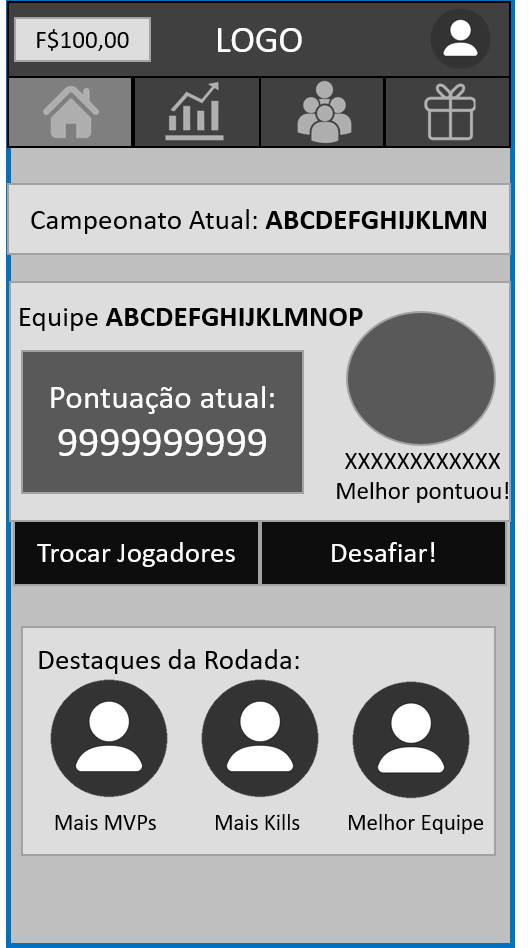 F$100,00
LOGO
Campeonato Atual: ABCDEFGHIJKLMN
Equipe ABCDEFGHIJKLMNOP
Pontuação atual:
9999999999
XXXXXXXXXXXX
Melhor pontuou!
Trocar Jogadores
Desafiar!
Destaques da Rodada:
Mais MVPs
Mais Kills
Melhor Equipe